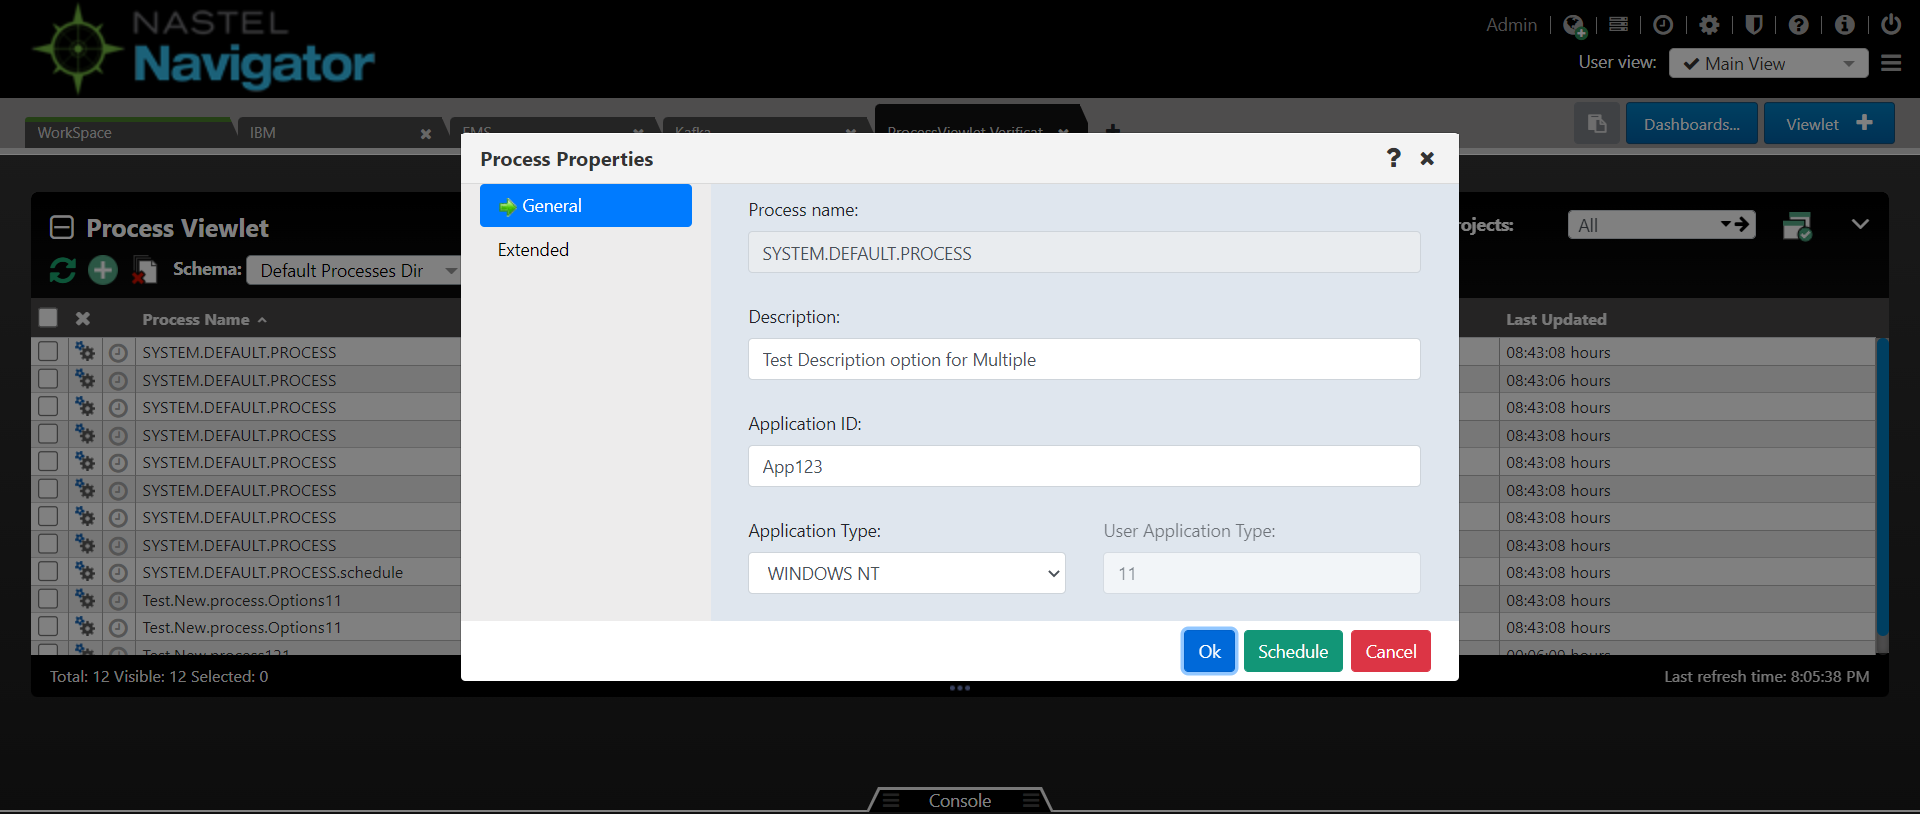 NASTEL
Navigator
Admin
User view:
Main View
WorkSpace
IBM
EMS
Kafka
ProcessViewlet Verificat
Dashboards...
Viewlet
Process Viewlet
Schema:
Default Processes Dir
rojects:
All
Process Name
Last Updated
SYSTEM.DEFAULT.PROCESS
08:43:08 hours
SYSTEM.DEFAULT.PROCESS
08:43:06 hours
SYSTEM.DEFAULT.PROCESS
08:43:08 hours
SYSTEM.DEFAULT.PROCESS
08:43:08 hours
SYSTEM.DEFAULT.PROCESS
08:43:08 hours
SYSTEM.DEFAULT.PROCESS
08:43:08 hours
SYSTEM.DEFAULT.PROCESS
08:43:08 hours
SYSTEM.DEFAULT.PROCESS
08:43:08 hours
SYSTEM.DEFAULT.PROCESS.schedule
08:43:08 hours
Test.New.process.Options11
08:43:08 hours
Test.New.process.Options11
08:43:08 hours
Test.New.process121
Total: 12 Visible: 12 Selected: 0
Last refresh time: 8:05:38 PM
Process Properties
General
Extended
Process name:
SYSTEM.DEFAULT.PROCESS
Description:
Test Description option for Multiple
Application ID:
App123
Application Type:
User Application Type:
WINDOWS NT
11
Ok
Schedule
Cancel
Console